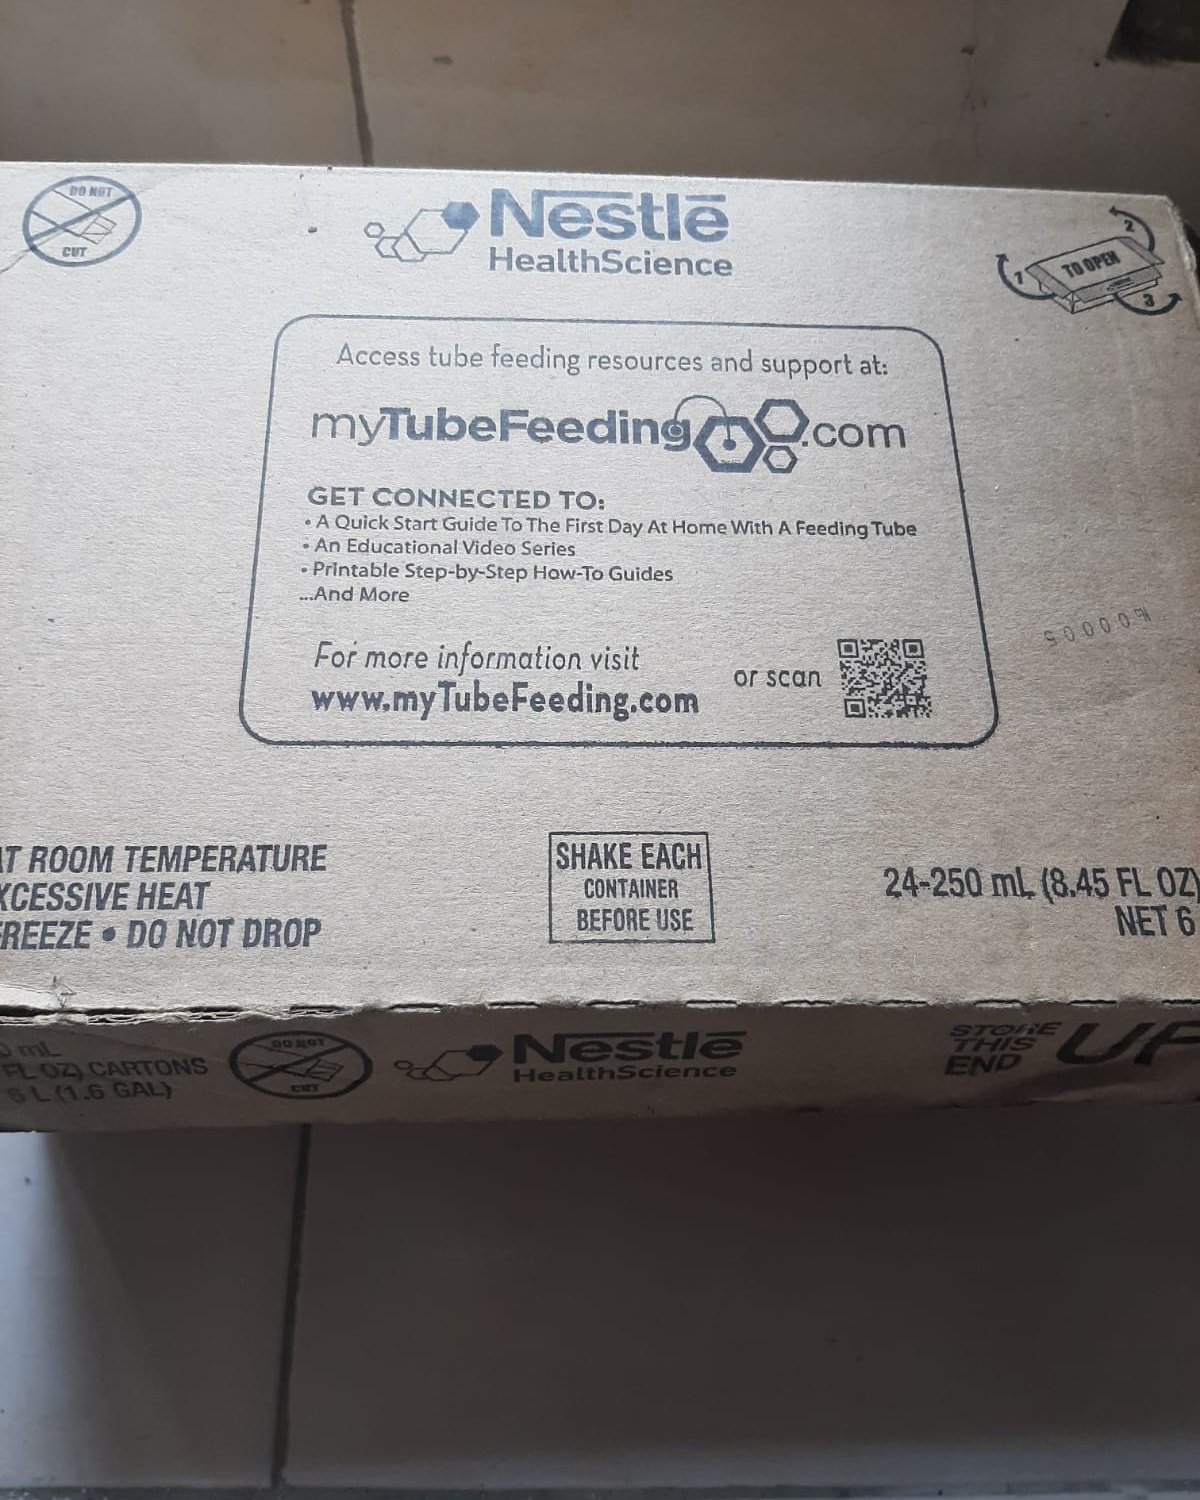 DO NOT
CUT
Nestlē
HealthScience
2
1
TO OPEN
3
Access tube feeding resources and support at:
myTubeFeeding.com
GET CONNECTED TO:
• A Quick Start Guide To The First Day At Home With A Feeding Tube
• An Educational Video Series
• Printable Step-by-Step How-To Guides
...And More
For more information visit
www.myTubeFeeding.com
or scan
AT ROOM TEMPERATURE
XCESSIVE HEAT
FREEZE • DO NOT DROP
SHAKE EACH
CONTAINER
BEFORE USE
24-250 mL (8.45 FL OZ)
NET 6
mL
FL OZ) CARTONS
6 L (1.6 GAL)
DO NOT
CUT
Nestlē
HealthScience
STORE
THIS
END
UP